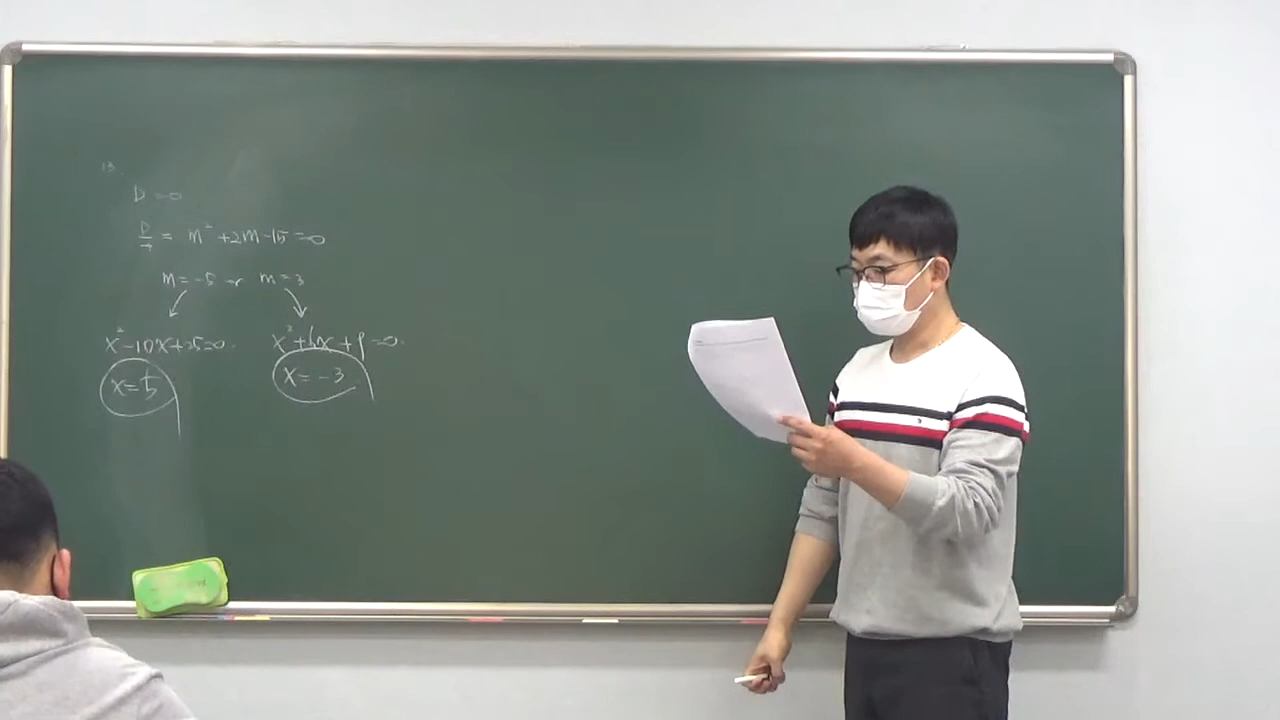 13.
D=0
D/4 = m²+2m-15=0
m=-5 or m=3
x²-10x+25=0. x²+6x+9=0.
x=5 x=-3